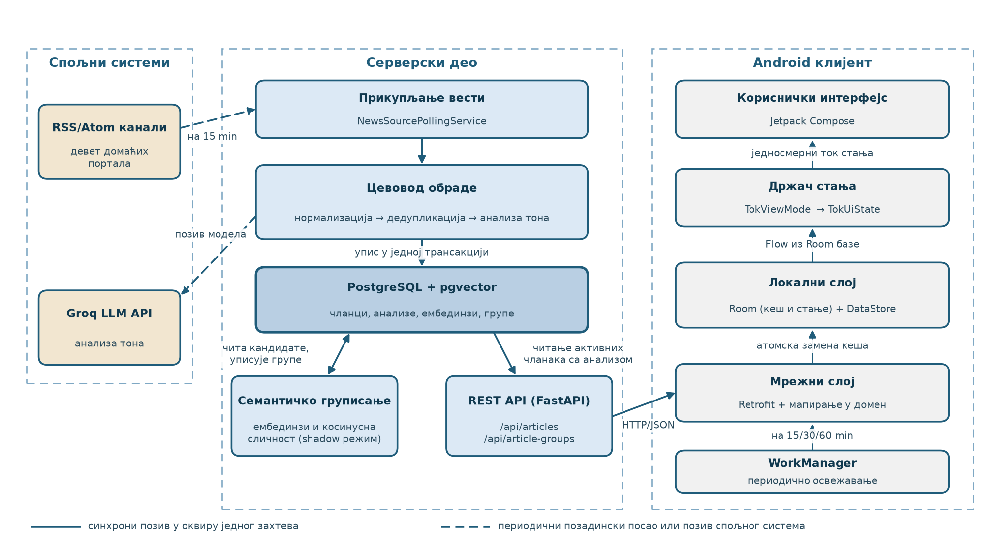 Спољни системи
RSS/Atom канали
девет домаћих
портала
на 15 min
позив модела
Groq LLM API
анализа тона
Серверски део
Прикупљање вести
NewsSourcePollingService
Цевовод обраде
нормализација → дедупликација → анализа тона
упис у једној трансакцији
PostgreSQL + pgvector
чланци, анализе, ембединзи, групе
чита кандидате,
уписује групе
читање активних
чланака са анализом
Семантичко груписање
ембединзи и косинусна
сличност (shadow режим)
REST API (FastAPI)
/api/articles
/api/article-groups
HTTP/JSON
Android клијент
Кориснички интерфејс
Jetpack Compose
једносмерни ток стања
Држач стања
TokViewModel → TokUiState
Flow из Room базе
Локални слој
Room (кеш и стање) + DataStore
атомска замена кеша
Мрежни слој
Retrofit + мапирање у домен
на 15/30/60 min
WorkManager
периодично освежавање
синхрони позив у оквиру једног захтева
периодични позадински посао или позив спољног система